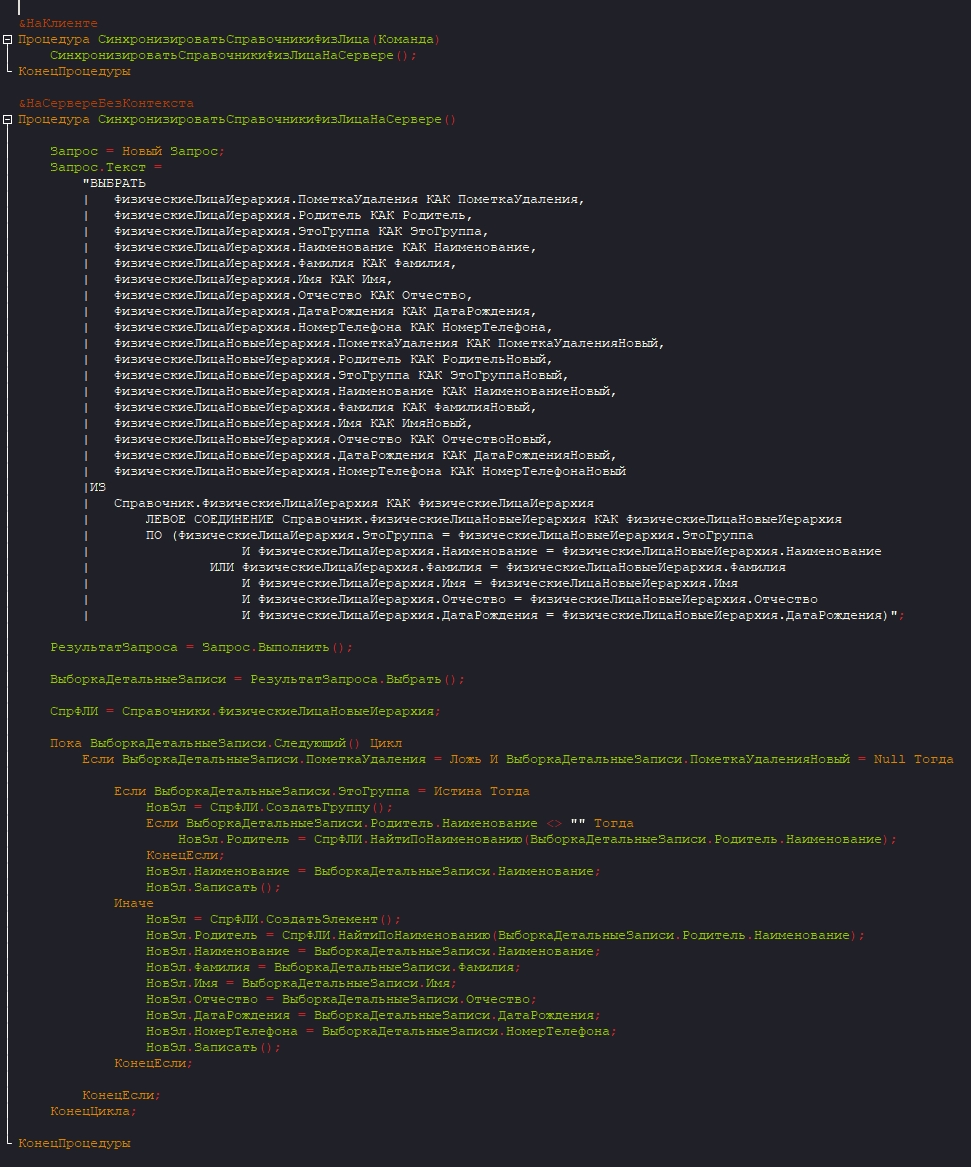 &НаКлиенте
Процедура СинхронизироватьСправочникиФизЛица(Команда)
СинхронизироватьСправочникиФизЛицаНаСервере();
КонецПроцедуры
&НаСервереБезКонтекста
Процедура СинхронизироватьСправочникиФизЛицаНаСервере()
Запрос = Новый Запрос;
Запрос.Текст =
"ВЫБРАТЬ
| ФизическиеЛицаИерархия.ПометкаУдаления КАК ПометкаУдаления,
| ФизическиеЛицаИерархия.Родитель КАК Родитель,
| ФизическиеЛицаИерархия.ЭтоГруппа КАК ЭтоГруппа,
| ФизическиеЛицаИерархия.Наименование КАК Наименование,
| ФизическиеЛицаИерархия.Фамилия КАК Фамилия,
| ФизическиеЛицаИерархия.Имя КАК Имя,
| ФизическиеЛицаИерархия.Отчество КАК Отчество,
| ФизическиеЛицаИерархия.ДатаРождения КАК ДатаРождения,
| ФизическиеЛицаИерархия.НомерТелефона КАК НомерТелефона,
| ФизическиеЛицаНовыеИерархия.ПометкаУдаления КАК ПометкаУдаленияНовый,
| ФизическиеЛицаНовыеИерархия.Родитель КАК РодительНовый,
| ФизическиеЛицаНовыеИерархия.ЭтоГруппа КАК ЭтоГруппаНовый,
| ФизическиеЛицаНовыеИерархия.Наименование КАК НаименованиеНовый,
| ФизическиеЛицаНовыеИерархия.Фамилия КАК ФамилияНовый,
| ФизическиеЛицаНовыеИерархия.Имя КАК ИмяНовый,
| ФизическиеЛицаНовыеИерархия.Отчество КАК ОтчествоНовый,
| ФизическиеЛицаНовыеИерархия.ДатаРождения КАК ДатаРожденияНовый,
| ФизическиеЛицаНовыеИерархия.НомерТелефона КАК НомерТелефонаНовый
|ИЗ
| Справочник.ФизическиеЛицаИерархия КАК ФизическиеЛицаИерархия
| ЛЕВОЕ СОЕДИНЕНИЕ Справочник.ФизическиеЛицаНовыеИерархия КАК ФизическиеЛицаНовыеИерархия
| ПО (ФизическиеЛицаИерархия.ЭтоГруппа = ФизическиеЛицаНовыеИерархия.ЭтоГруппа
| И ФизическиеЛицаИерархия.Наименование = ФизическиеЛицаНовыеИерархия.Наименование
| ИЛИ ФизическиеЛицаИерархия.Фамилия = ФизическиеЛицаНовыеИерархия.Фамилия
| И ФизическиеЛицаИерархия.Имя = ФизическиеЛицаНовыеИерархия.Имя
| И ФизическиеЛицаИерархия.Отчество = ФизическиеЛицаНовыеИерархия.Отчество
| И ФизическиеЛицаИерархия.ДатаРождения = ФизическиеЛицаНовыеИерархия.ДатаРождения)";
РезультатЗапроса = Запрос.Выполнить();
ВыборкаДетальныеЗаписи = РезультатЗапроса.Выбрать();
СпрФЛИ = Справочники.ФизическиеЛицаНовыеИерархия;
Пока ВыборкаДетальныеЗаписи.Следующий() Цикл
Если ВыборкаДетальныеЗаписи.ПометкаУдаления = Ложь И ВыборкаДетальныеЗаписи.ПометкаУдаленияНовый = Null Тогда
Если ВыборкаДетальныеЗаписи.ЭтоГруппа = Истина Тогда
НовЭл = СпрФЛИ.СоздатьГруппу();
Если ВыборкаДетальныеЗаписи.Родитель.Наименование <> "" Тогда
НовЭл.Родитель = СпрФЛИ.НайтиПоНаименованию(ВыборкаДетальныеЗаписи.Родитель.Наименование);
КонецЕсли;
НовЭл.Наименование = ВыборкаДетальныеЗаписи.Наименование;
НовЭл.Записать();
Иначе
НовЭл = СпрФЛИ.СоздатьЭлемент();
НовЭл.Родитель = СпрФЛИ.НайтиПоНаименованию(ВыборкаДетальныеЗаписи.Родитель.Наименование);
НовЭл.Наименование = ВыборкаДетальныеЗаписи.Наименование;
НовЭл.Фамилия = ВыборкаДетальныеЗаписи.Фамилия;
НовЭл.Имя = ВыборкаДетальныеЗаписи.Имя;
НовЭл.Отчество = ВыборкаДетальныеЗаписи.Отчество;
НовЭл.ДатаРождения = ВыборкаДетальныеЗаписи.ДатаРождения;
НовЭл.НомерТелефона = ВыборкаДетальныеЗаписи.НомерТелефона;
НовЭл.Записать();
КонецЕсли;
КонецЕсли;
КонецЦикла;
КонецПроцедуры